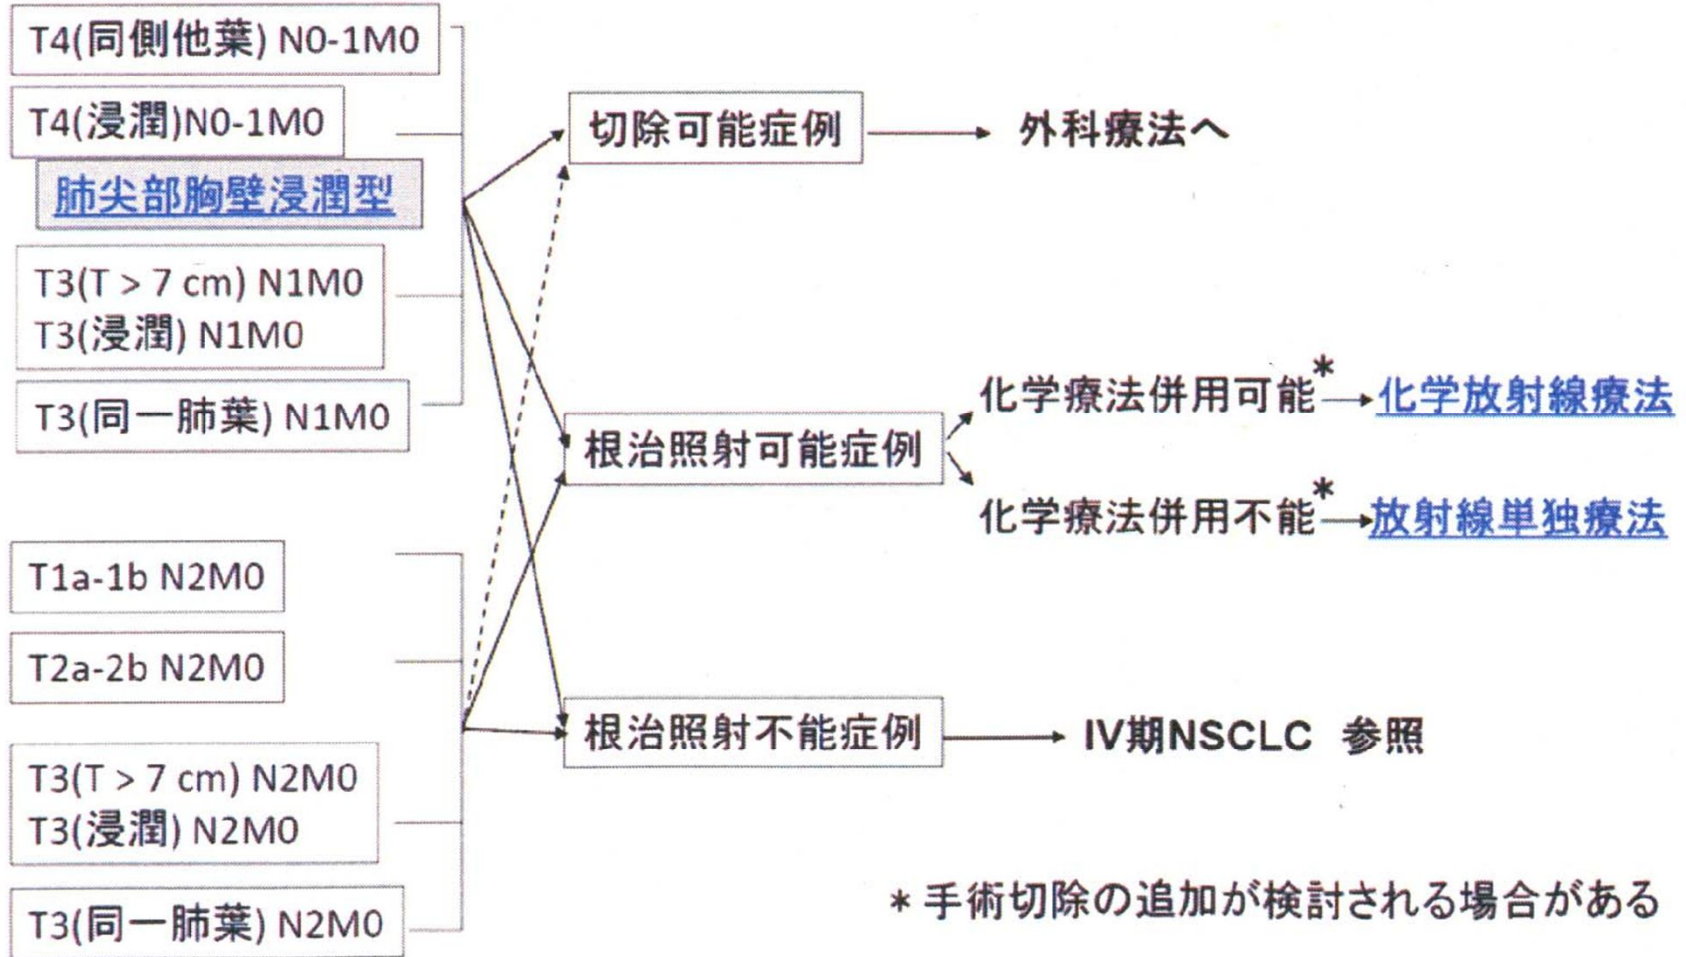 T4(同側他葉) N0-1M0
T4(浸潤)N0-1M0
肺尖部胸壁浸潤型
T3(T > 7 cm) N1M0
T3(浸潤) N1M0
T3(同一肺葉) N1M0
T1a-1b N2M0
T2a-2b N2M0
T3(T > 7 cm) N2M0
T3(浸潤) N2M0
T3(同一肺葉) N2M0
切除可能症例
外科療法へ
根治照射可能症例
化学療法併用可能*
化学放射線療法
化学療法併用不能*
放射線単独療法
根治照射不能症例
IV期NSCLC 参照
* 手術切除の追加が検討される場合がある